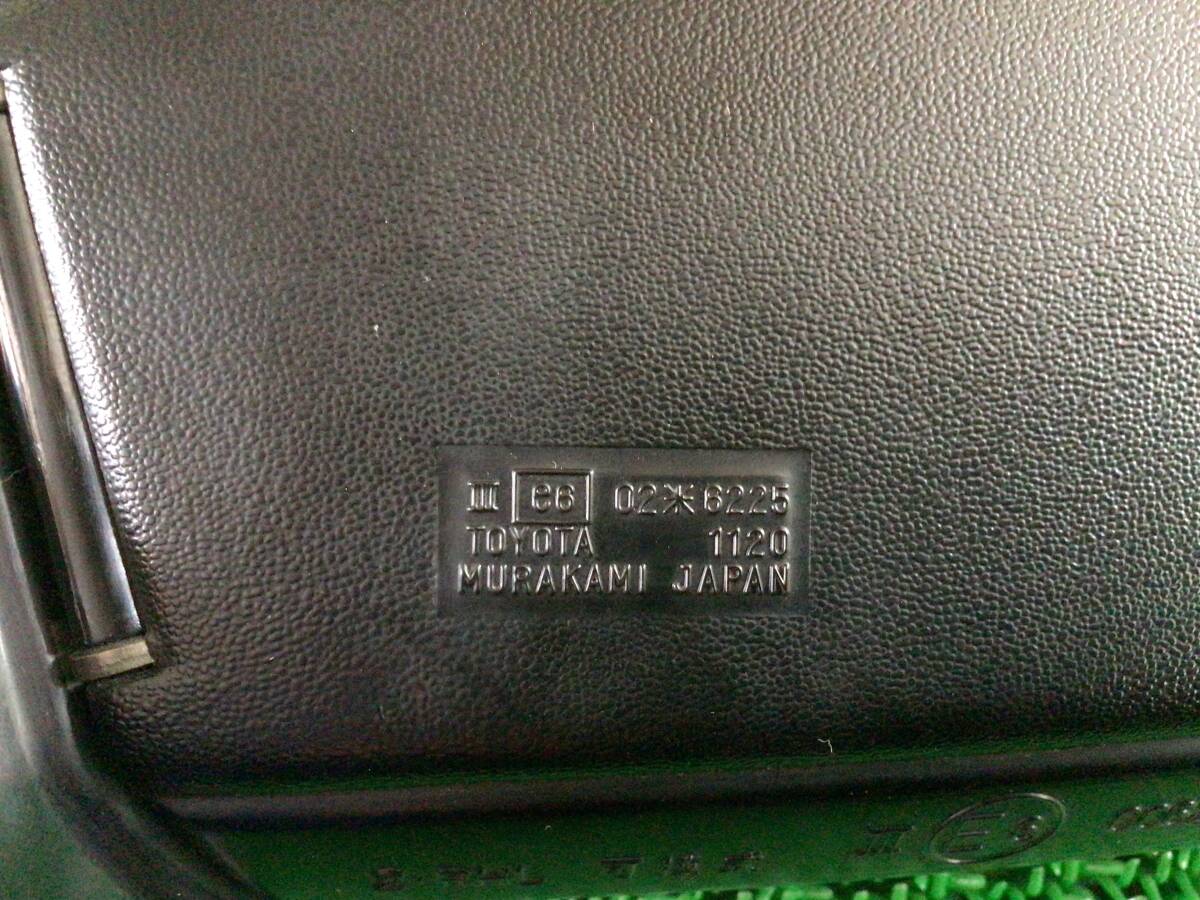 III e6 02※6225
TOYOTA 1120
MURAKAMI JAPAN